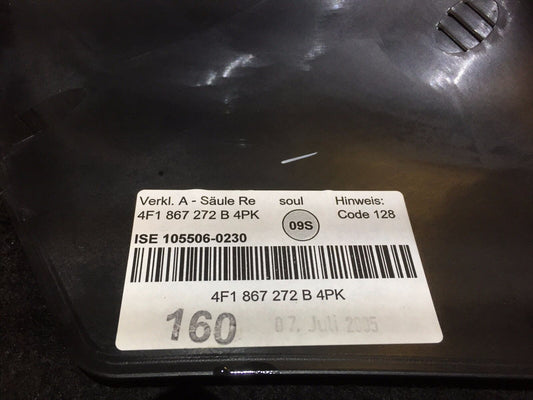 Verkl. A - Säule Re soul Hinweis:
4F1 867 272 B 4PK 09S Code 128
ISE 105506-0230
4F1 867 272 B 4PK
160 07. Juli 2005